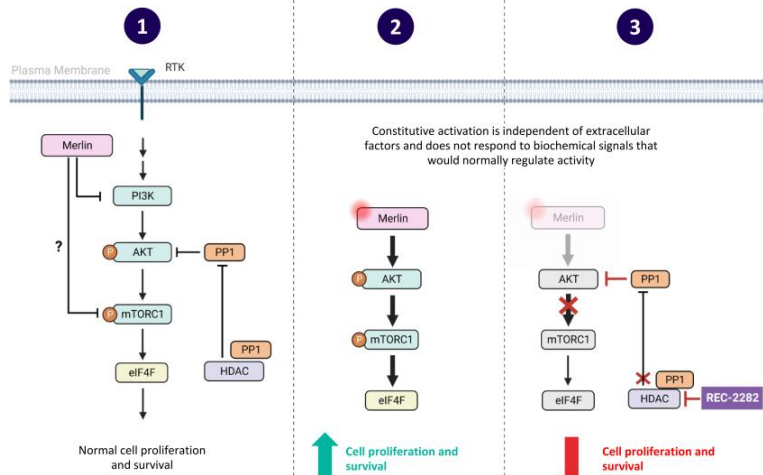 1
2
3
Plasma Membrane
RTK
Merlin
PI3K
?
P
AKT
PP1
P
mTORC1
PP1
eIF4F
HDAC
Normal cell proliferation
and survival
Constitutive activation is independent of extracellular
factors and does not respond to biochemical signals that
would normally regulate activity
Merlin
P
AKT
P
mTORC1
eIF4F
Cell proliferation and
survival
Merlin
AKT
PP1
mTORC1
PP1
eIF4F
HDAC
REC-2282
Cell proliferation and
survival